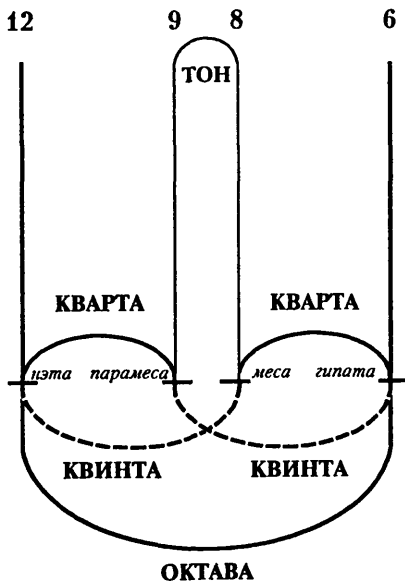 12 9 8 6
ТОН
КВАРТА КВАРТА
нэта парамеса меса гипата
КВИНТА КВИНТА
ОКТАВА